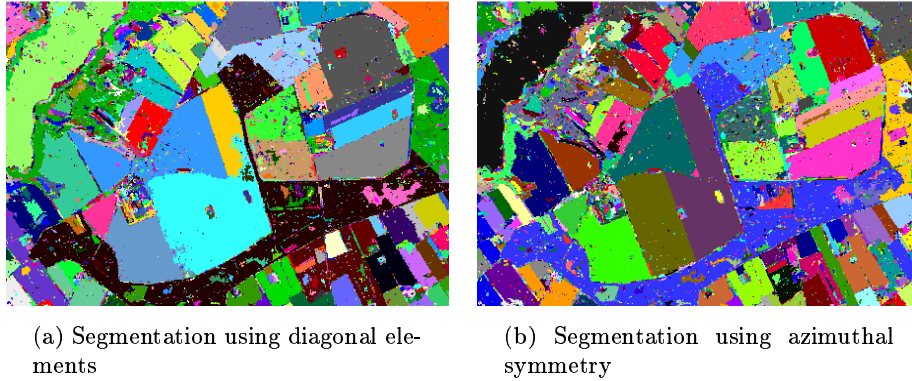 (a) Segmentation using diagonal ele-
ments
(b) Segmentation using azimuthal
symmetry